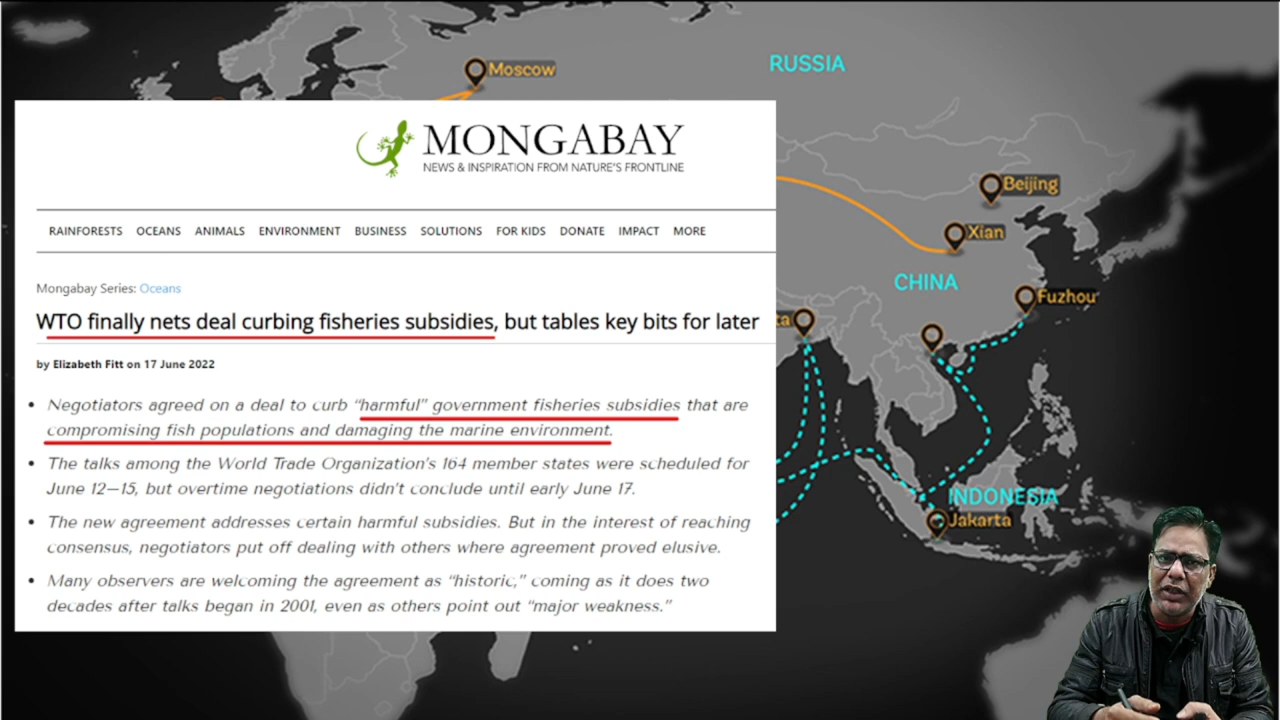 Moscow
RUSSIA
MONGABAY
NEWS & INSPIRATION FROM NATURE'S FRONTLINE
RAINFORESTS OCEANS ANIMALS ENVIRONMENT BUSINESS SOLUTIONS FOR KIDS DONATE IMPACT MORE
Mongabay Series: Oceans
WTO finally nets deal curbing fisheries subsidies, but tables key bits for later
by Elizabeth Fitt on 17 June 2022
• Negotiators agreed on a deal to curb “harmful” government fisheries subsidies that are
compromising fish populations and damaging the marine environment.
• The talks among the World Trade Organization’s 164 member states were scheduled for
June 12—15, but overtime negotiations didn’t conclude until early June 17.
• The new agreement addresses certain harmful subsidies. But in the interest of reaching
consensus, negotiators put off dealing with others where agreement proved elusive.
• Many observers are welcoming the agreement as “historic,” coming as it does two
decades after talks began in 2001, even as others point out “major weakness.”
Beijing
Xian
CHINA
Fuzhou
INDONESIA
Jakarta